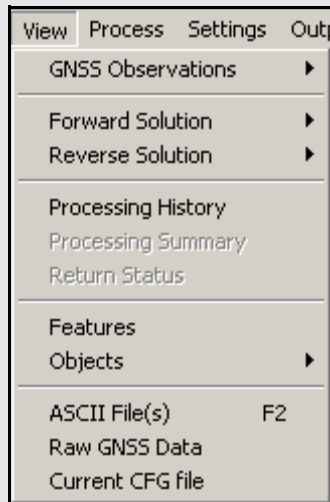 View Process Settings
GNSS Observations
Forward Solution
Reverse Solution
Processing History
Processing Summary
Return Status
Features
Objects
ASCII File(s) F2
Raw GNSS Data
Current CFG file